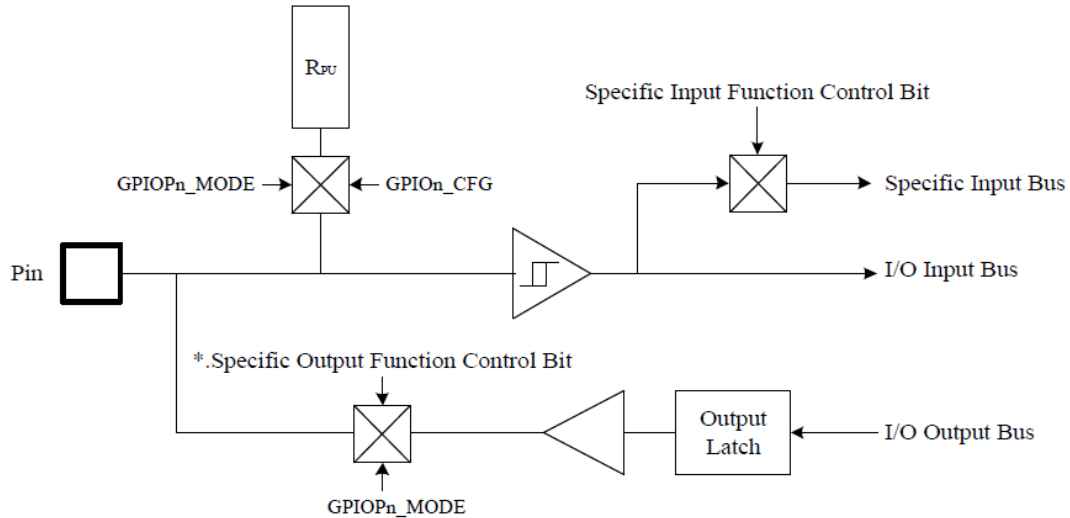 RPU
Specific Input Function Control Bit
GPIOPn_MODE
GPIOn_CFG
Specific Input Bus
Pin
I/O Input Bus
*.Specific Output Function Control Bit
Output
Latch
I/O Output Bus
GPIOPn_MODE